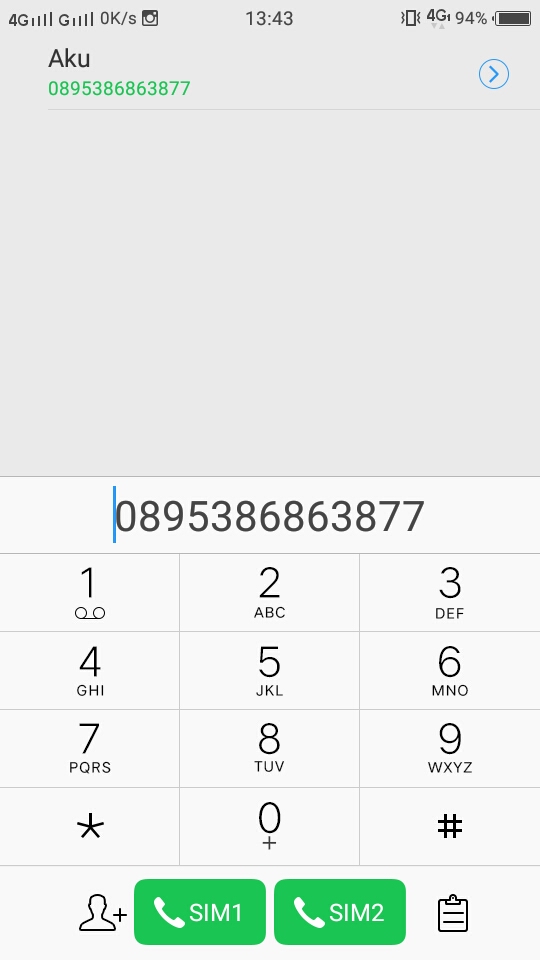 4G G 0K/s 13:43 4G 94%
Aku
0895386863877
0895386863877
1 2 3
ABC DEF
4 5 6
GHI JKL MNO
7 8 9
PQRS TUV WXYZ
* 0 #
+
SIM1 SIM2